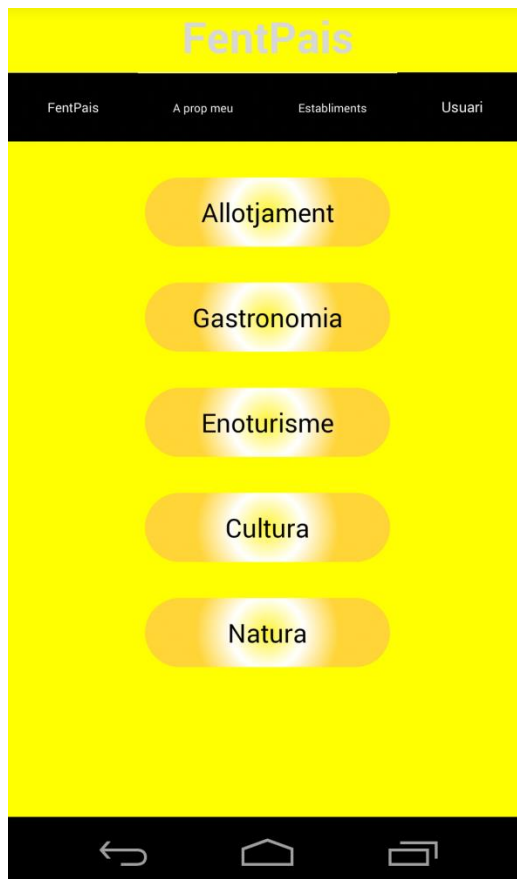 FentPais
FentPais A prop meu Establiments Usuari
Allotjament
Gastronomia
Enoturisme
Cultura
Natura